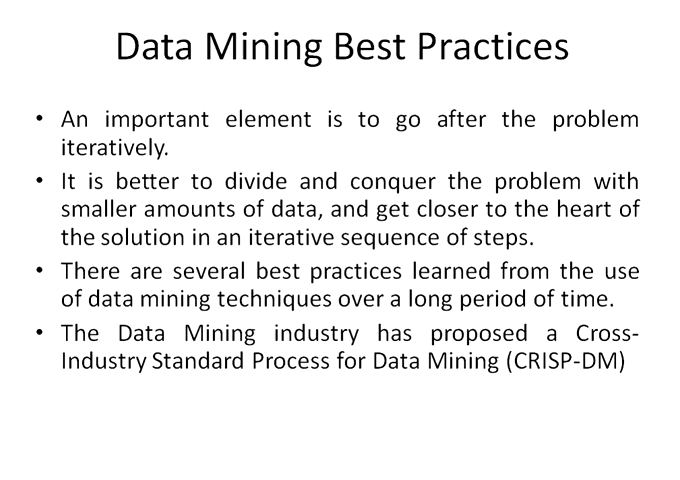 Data Mining Best Practices
• An important element is to go after the problem
iteratively.
• It is better to divide and conquer the problem with
smaller amounts of data, and get closer to the heart of
the solution in an iterative sequence of steps.
• There are several best practices learned from the use
of data mining techniques over a long period of time.
• The Data Mining industry has proposed a Cross-
Industry Standard Process for Data Mining (CRISP-DM)